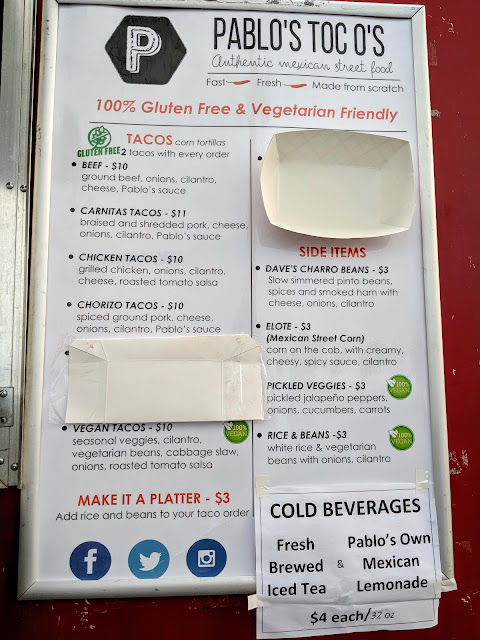 P
PABLO'S TOC O'S
Authentic mexican street food
Fast Fresh Made from scratch
100% Gluten Free & Vegetarian Friendly
GLUTEN FREE
TACOS corn tortillas
2 tacos with every order
• BEEF - $10
ground beef, onions, cilantro,
cheese, Pablo's sauce
• CARNITAS TACOS - $11
braised and shredded pork, cheese,
onions, cilantro, Pablo's sauce
• CHICKEN TACOS - $10
grilled chicken, onions, cilantro,
cheese, roasted tomato salsa
• CHORIZO TACOS - $10
spiced ground pork, cheese,
onions, cilantro, Pablo's sauce
• VEGAN TACOS - $10
100% VEGAN
seasonal veggies, cilantro,
vegetarian beans, cabbage slaw,
onions, roasted tomato salsa
MAKE IT A PLATTER - $3
Add rice and beans to your taco order
SIDE ITEMS
• DAVE'S CHARRO BEANS - $3
Slow simmered pinto beans,
spices and smoked ham with
cheese, onions, cilantro
• ELOTE - $3
(Mexican Street Corn)
corn on the cob, with creamy,
cheesy, spicy sauce, cilantro
PICKLED VEGGIES - $3
100% VEGAN
pickled jalapeño peppers,
onions, cucumbers, carrots
• RICE & BEANS -$3
100% VEGAN
white rice & vegetarian
beans with onions, cilantro
COLD BEVERAGES
Fresh Brewed Iced Tea
&
Pablo's Own Mexican Lemonade
$4 each/32 oz